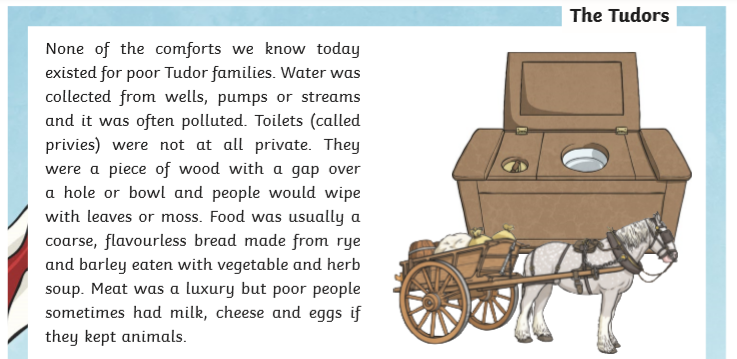 The Tudors
None of the comforts we know today
existed for poor Tudor families. Water was
collected from wells, pumps or streams
and it was often polluted. Toilets (called
privies) were not at all private. They
were a piece of wood with a gap over
a hole or bowl and people would wipe
with leaves or moss. Food was usually a
coarse, flavourless bread made from rye
and barley eaten with vegetable and herb
soup. Meat was a luxury but poor people
sometimes had milk, cheese and eggs if
they kept animals.